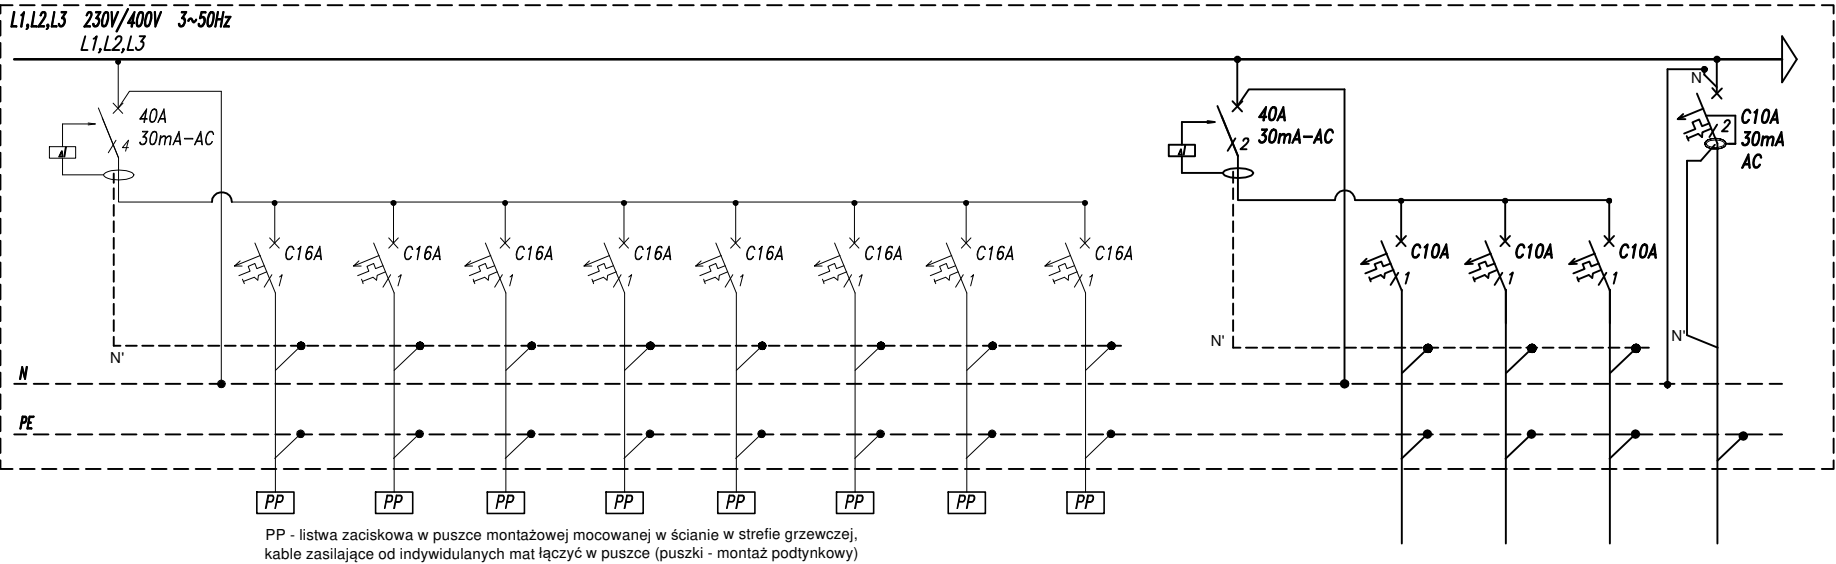 L1,L2,L3 230V/400V 3~50Hz
L1,L2,L3
N
40A
30mA-AC
4
40A
30mA-AC
2
C10A
30mA
AC
2
C16A
1
C16A
1
C16A
1
C16A
1
C16A
1
C16A
1
C16A
1
C16A
1
C10A
1
C10A
1
C10A
1
N'
N'
N'
N
PE
PP
PP
PP
PP
PP
PP
PP
PP
PP - listwa zaciskowa w puszce montażowej mocowanej w ścianie w strefie grzewczej,
kable zasilające od indywidulanych mat łączyć w puszce (puszki - montaż podtynkowy)